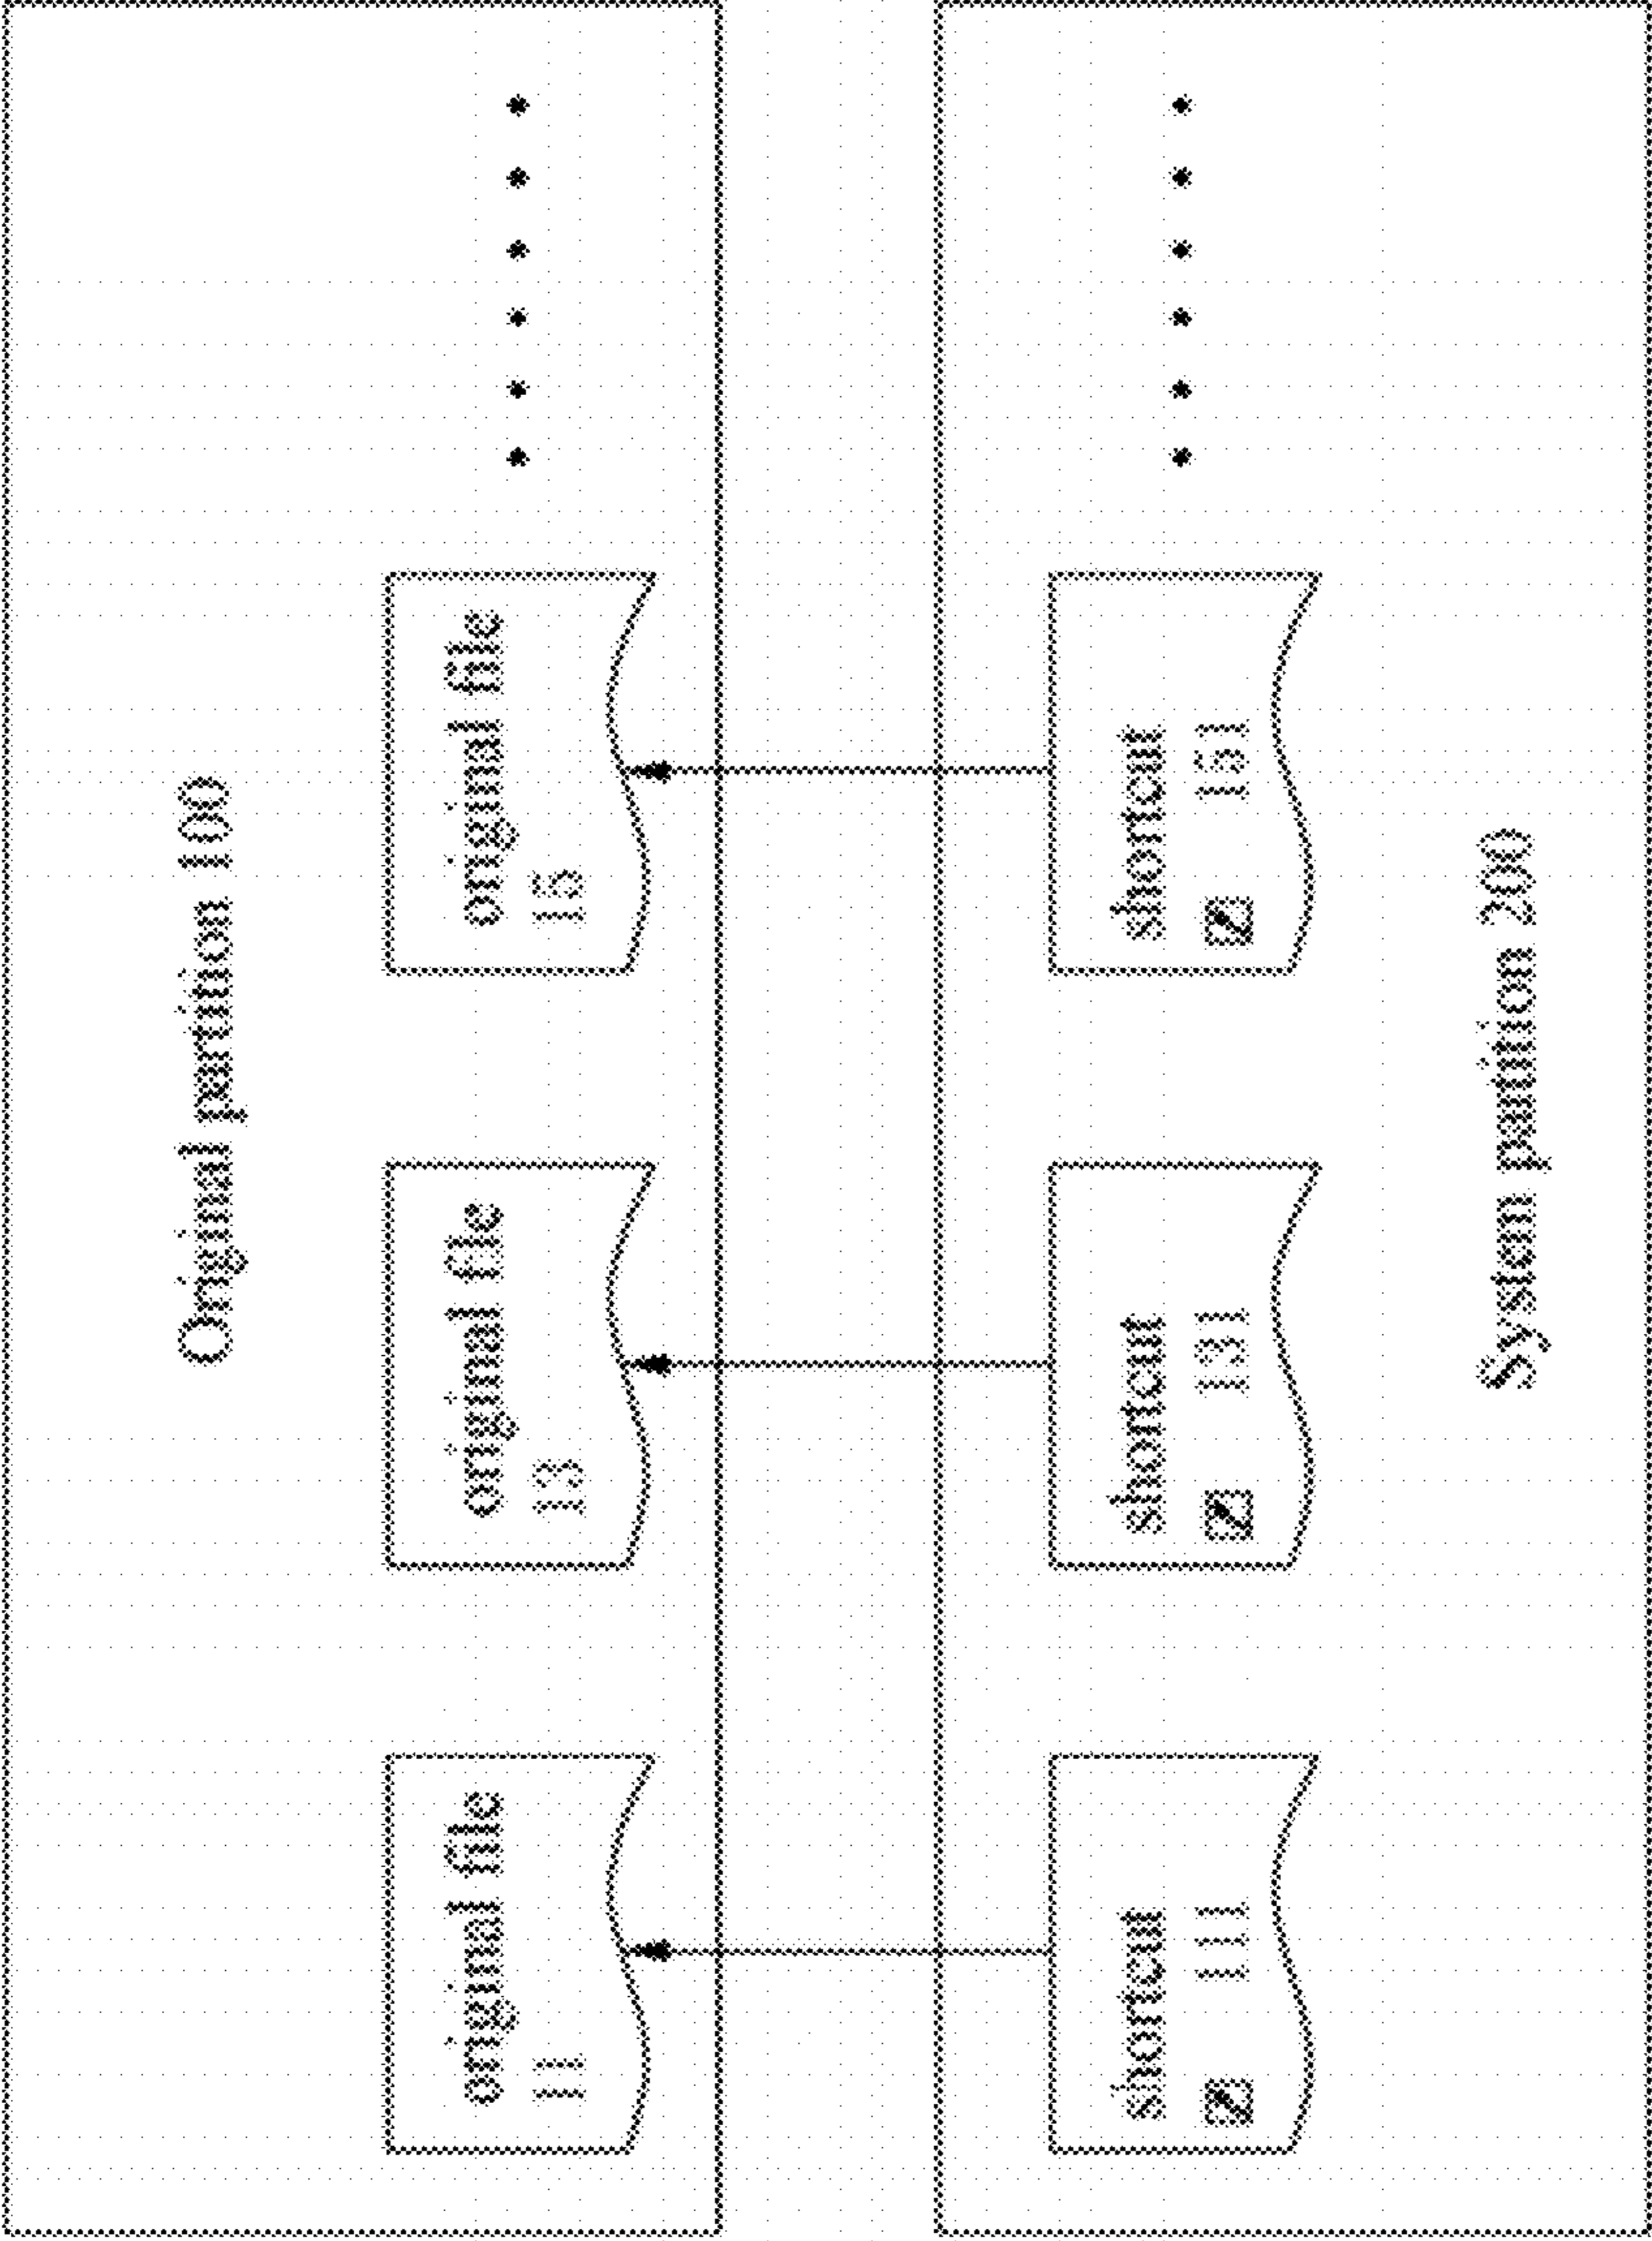 Original partition 100
original file
11
original file
13
original file
15
shortcut
111
shortcut
131
shortcut
151
System partition 200